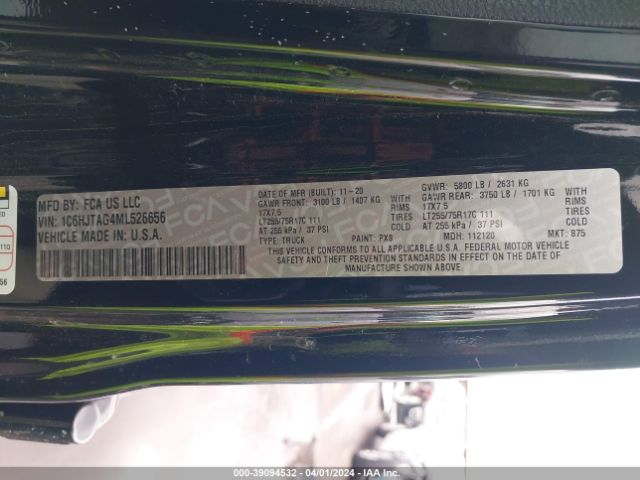 MFD BY: FCA US LLC
VIN: 1C6HJTAG4ML526656
VEHICLE MADE IN: U.S.A.
DATE OF MFR (BUILT): 11-20
GAWR FRONT: 3100 LB / 1407 KG
17X7.5 RIMS
LT255/75R17C 111 TIRES
AT 255 kPa / 37 PSI COLD
TYPE: TRUCK PAINT: PX8
GVWR: 5800 LB / 2631 KG
GAWR REAR: 3750 LB / 1701 KG
17X7.5 RIMS
LT255/75R17C 111 TIRES
AT 255 kPa / 37 PSI COLD
MDH: 112120 MKT: 875
THIS VEHICLE CONFORMS TO ALL APPLICABLE U.S.A. FEDERAL MOTOR VEHICLE
SAFETY AND THEFT PREVENTION STANDARDS IN EFFECT ON THE DATE OF
MANUFACTURE SHOWN ABOVE.
110
56
STOCK #: IAA-39094532 / 04/01/2024 / IAA Inc.